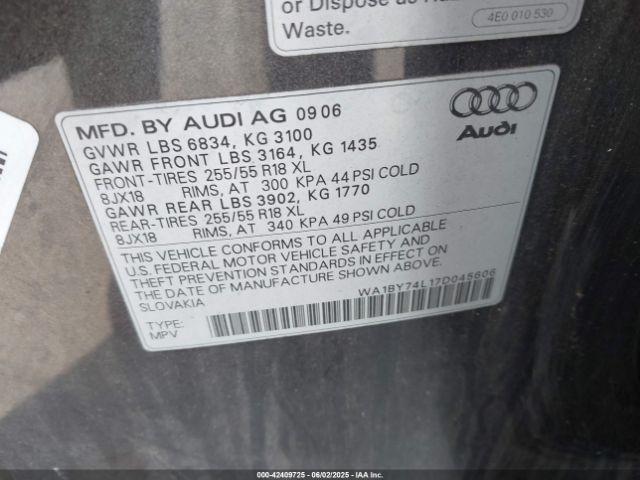 or Dispose as
Waste.
4E0 010 530
MFD. BY AUDI AG 09 06
GVWR LBS 6834, KG 3100
GAWR FRONT LBS 3164, KG 1435
FRONT-TIRES 255/55 R18 XL
8JX18 RIMS, AT 300 KPA 44 PSI COLD
GAWR REAR LBS 3902, KG 1770
REAR-TIRES 255/55 R18 XL
8JX18 RIMS, AT 340 KPA 49 PSI COLD
Audi
THIS VEHICLE CONFORMS TO ALL APPLICABLE
U.S. FEDERAL MOTOR VEHICLE SAFETY AND
THEFT PREVENTION STANDARDS IN EFFECT ON
THE DATE OF MANUFACTURE SHOWN ABOVE.
SLOVAKIA
WA1BY74L17D045606
TYPE:
MPV
000-42409725 - 06/02/2025 - IAA Inc.